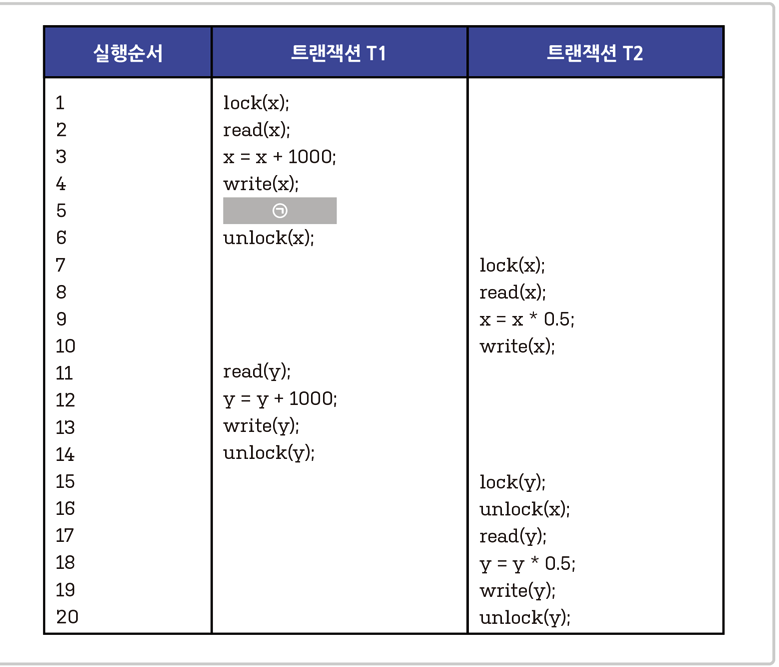 실행순서 트랜잭션 T1 트랜잭션 T2
1 lock(x);
2 read(x);
3 x = x + 1000;
4 write(x);
5 ㉠
6 unlock(x);
7 lock(x);
8 read(x);
9 x = x * 0.5;
10 write(x);
11 read(y);
12 y = y + 1000;
13 write(y);
14 unlock(y);
15 lock(y);
16 unlock(x);
17 read(y);
18 y = y * 0.5;
19 write(y);
20 unlock(y);